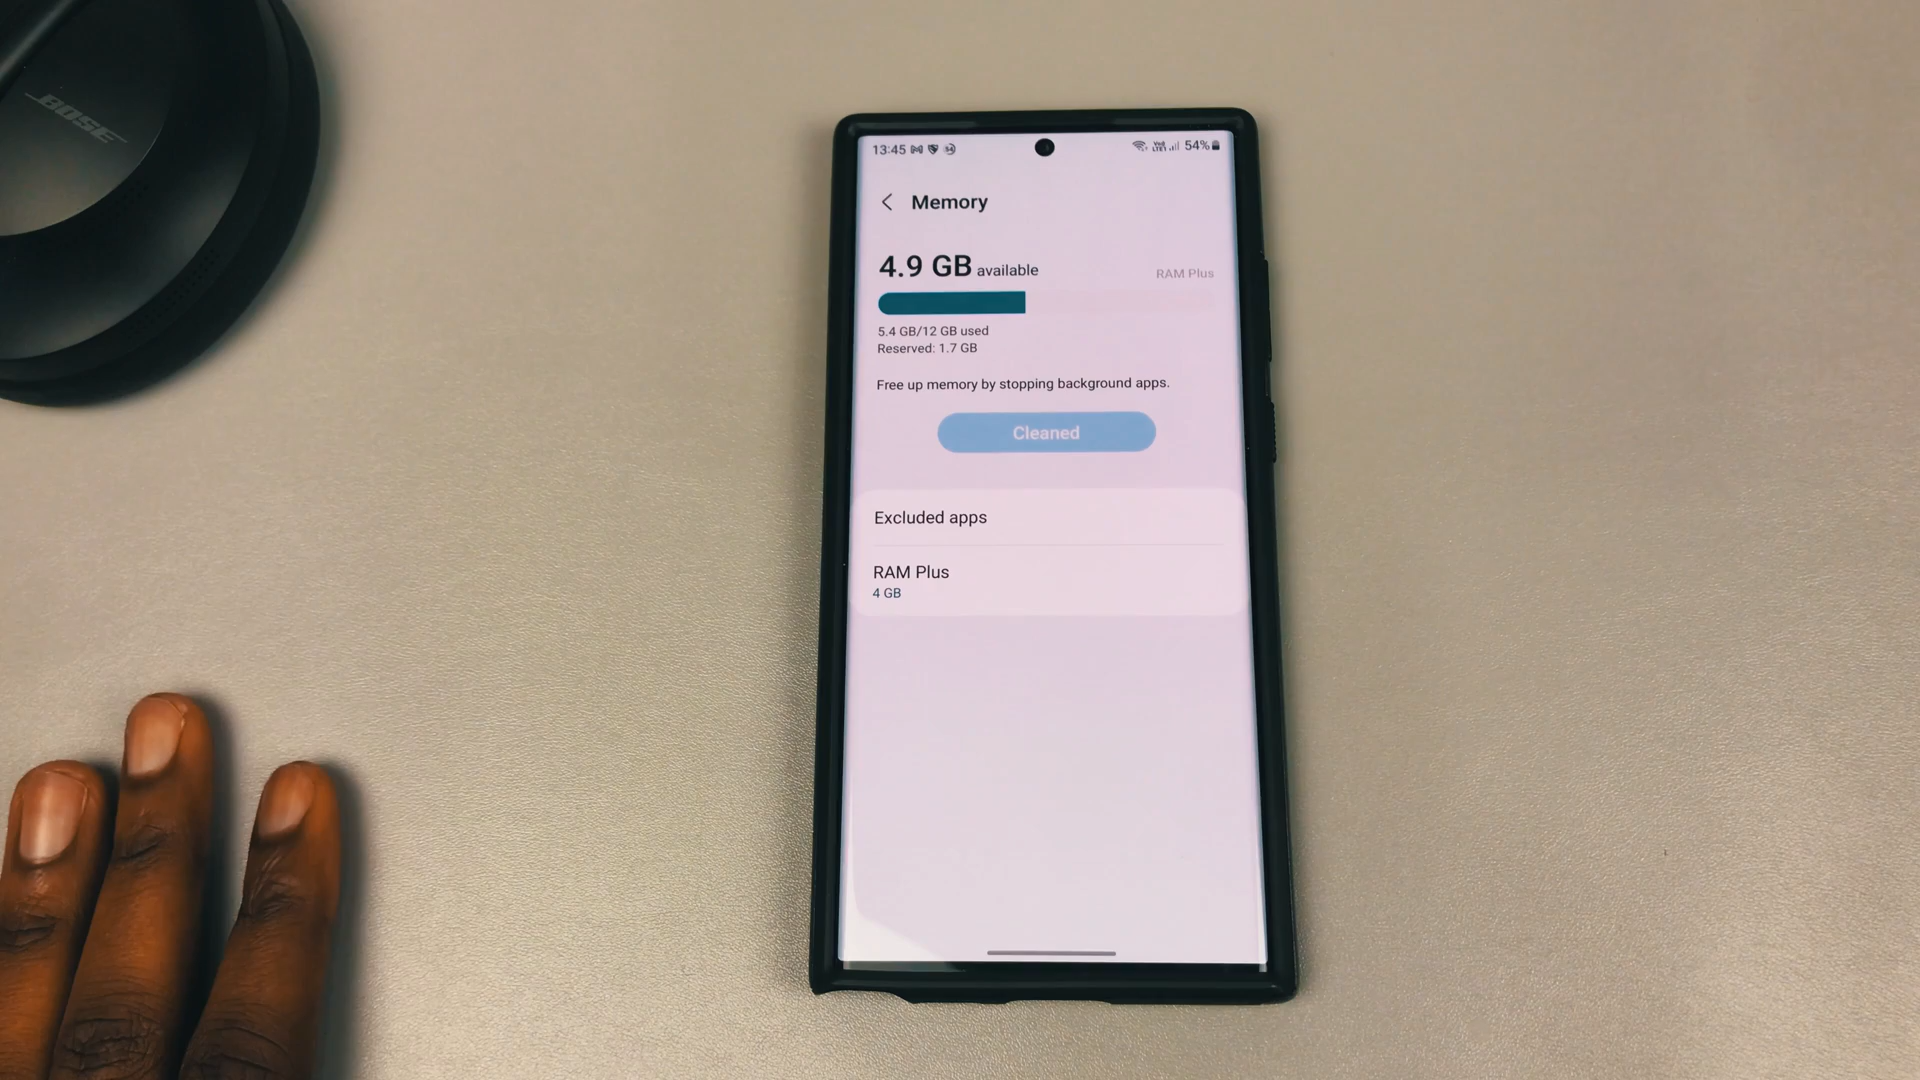 BOSE
13:45
54%
Memory
4.9 GB available
RAM Plus
5.4 GB/12 GB used
Reserved: 1.7 GB
Free up memory by stopping background apps.
Cleaned
Excluded apps
RAM Plus
4 GB